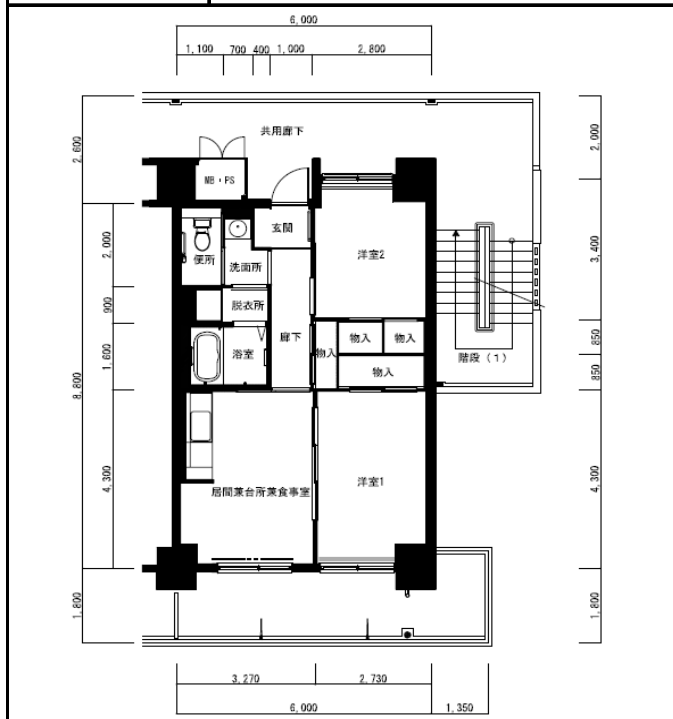 6,000
1,100 700 400 1,000 2,800
共用廊下
2,600
2,000
MB・PS
玄関
便所
洗面所
洋室2
2,000
3,400
900
脱衣所
廊下
浴室
物入
物入 物入
物入
階段（1）
1,600
850
850
8,800
4,300
居間兼台所兼食事室
洋室1
4,300
1,800
1,800
3,270 2,730
6,000 1,350